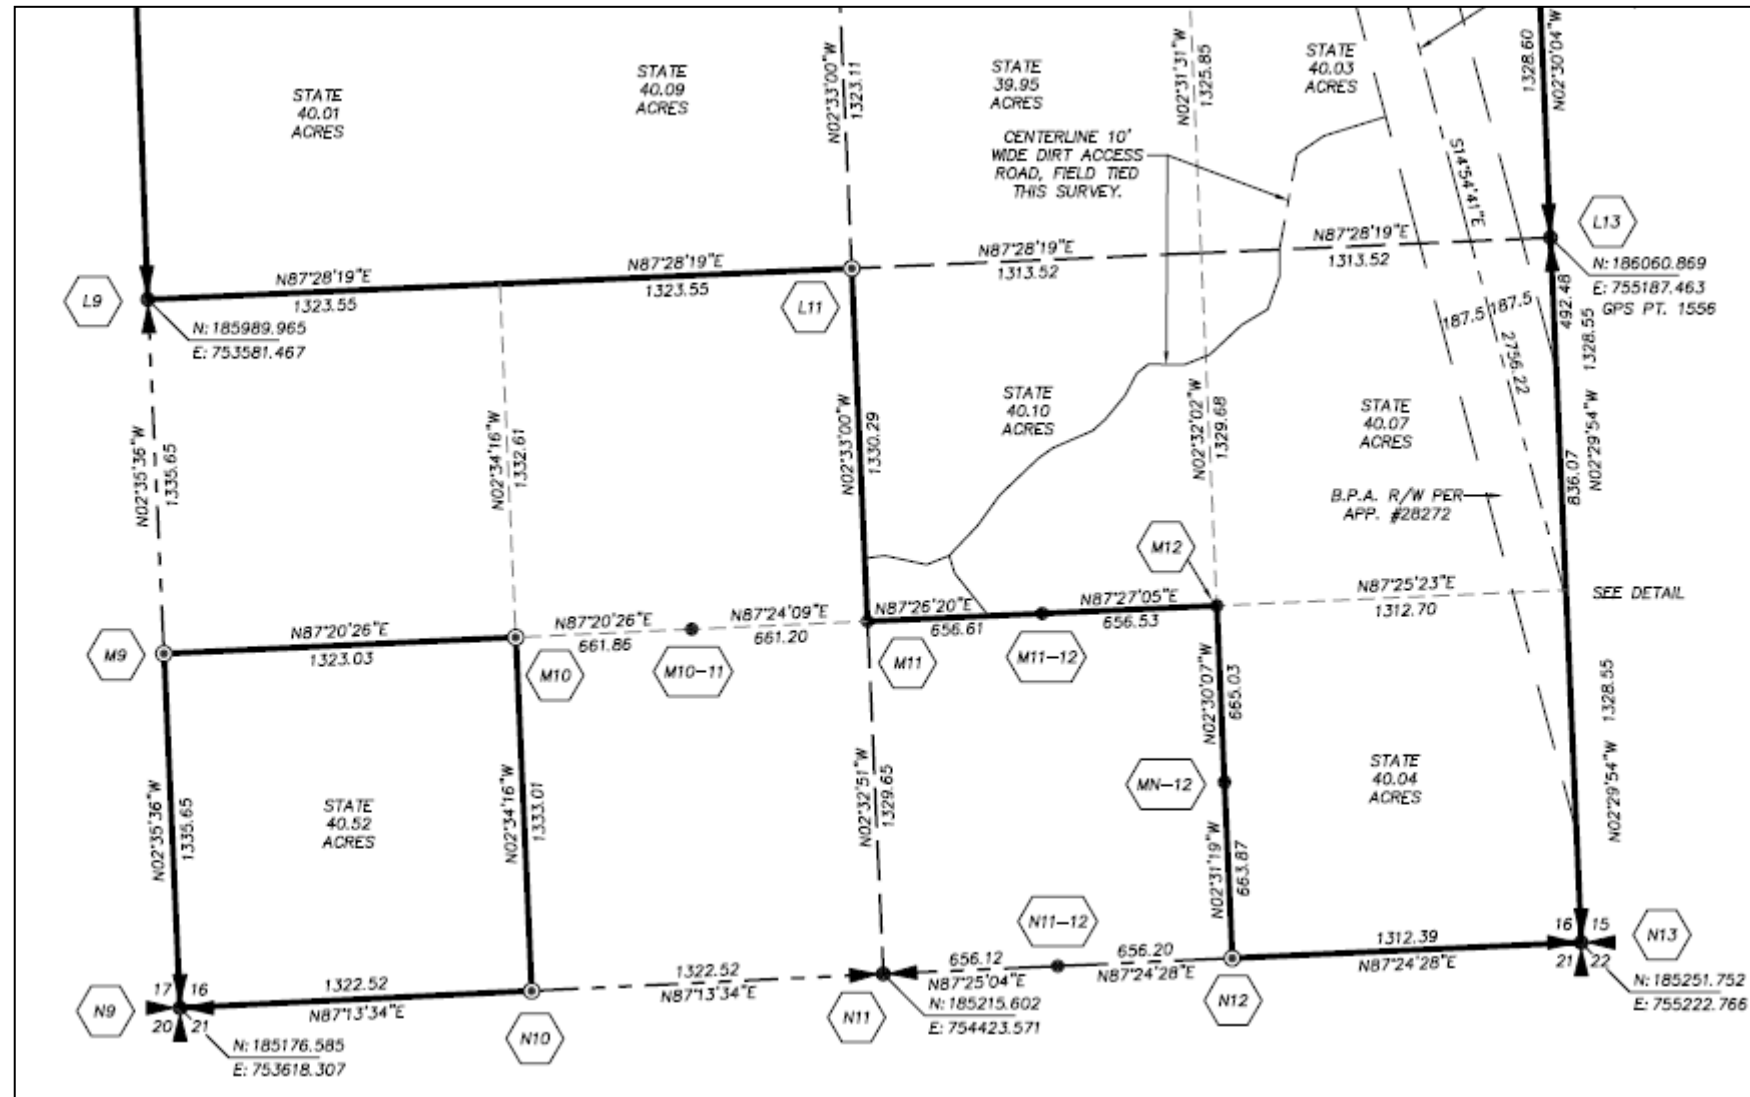 STATE
40.01
ACRES
STATE
40.09
ACRES
N02°33'00"W
1323.11
STATE
39.95
ACRES
N02°31'31"W
1325.85
STATE
40.03
ACRES
1328.60
N02°30'04"W
CENTERLINE 10'
WIDE DIRT ACCESS
ROAD, FIELD TIED
THIS SURVEY.
S14°54'41"E
L13
N: 186060.869
E: 755187.463
GPS PT. 1556
L9
N87°28'19"E
1323.55
N87°28'19"E
1323.55
L11
N87°28'19"E
1313.52
N87°28'19"E
1313.52
N: 185989.965
E: 753581.467
187.5
187.5
2756.22
492.48
1328.55
N02°29'54"W
836.07
N02°35'36"W
1335.65
N02°34'16"W
1332.61
N02°33'00"W
1330.29
STATE
40.10
ACRES
N02°32'02"W
1329.68
STATE
40.07
ACRES
B.P.A. R/W PER
APP. #28272
M12
SEE DETAIL
M9
N87°20'26"E
1323.03
M10
N87°20'26"E
661.86
M10-11
N87°24'09"E
661.20
M11
N87°26'20"E
656.61
M11-12
N87°27'05"E
656.53
N87°25'23"E
1312.70
N02°35'36"W
1335.65
STATE
40.52
ACRES
N02°34'16"W
1333.01
N02°32'51"W
1329.65
N02°30'07"W
665.03
MN-12
N02°31'19"W
663.87
STATE
40.04
ACRES
1328.55
N02°29'54"W
N9
17
16
20
21
1322.52
N87°13'34"E
N10
1322.52
N87°13'34"E
N11
656.12
N87°25'04"E
N11-12
656.20
N87°24'28"E
N12
1312.39
N87°24'28"E
16
15
21
22
N13
N: 185176.585
E: 753618.307
N: 185215.602
E: 754423.571
N: 185251.752
E: 755222.766